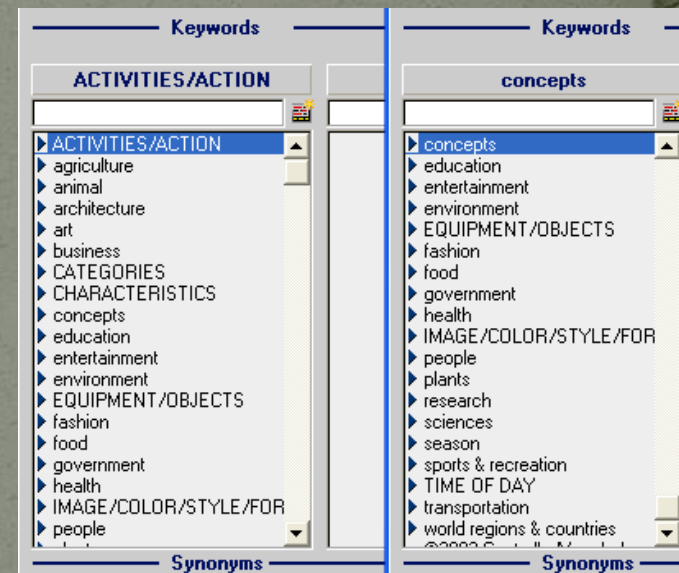 Keywords
ACTIVITIES/ACTION
ACTIVITIES/ACTION
agriculture
animal
architecture
art
business
CATEGORIES
CHARACTERISTICS
concepts
education
entertainment
environment
EQUIPMENT/OBJECTS
fashion
food
government
health
IMAGE/COLOR/STYLE/FOR
people
Synonyms
Keywords
concepts
concepts
education
entertainment
environment
EQUIPMENT/OBJECTS
fashion
food
government
health
IMAGE/COLOR/STYLE/FOR
people
plants
research
sciences
season
sports & recreation
TIME OF DAY
transportation
world regions & countries
Synonyms